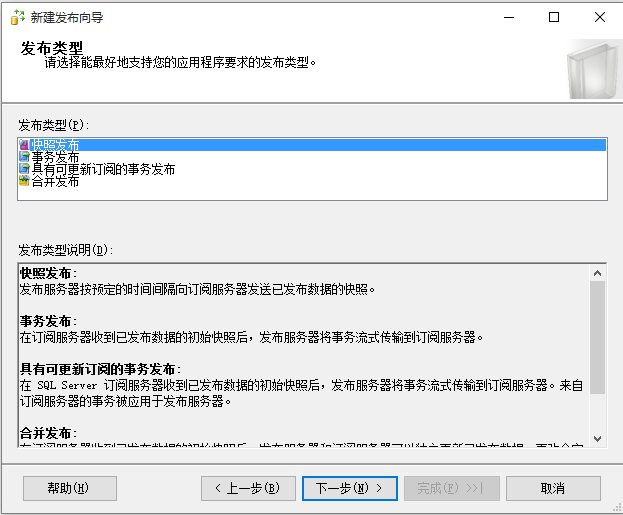 新建发布向导
发布类型
请选择能最好地支持您的应用程序要求的发布类型。
发布类型(P):
快照发布
事务发布
具有可更新订阅的事务发布
合并发布
发布类型说明(D):
快照发布:
发布服务器按预定的时间间隔向订阅服务器发送已发布数据的快照。
事务发布:
在订阅服务器收到已发布数据的初始快照后，发布服务器将事务流式传输到订阅服务器。
具有可更新订阅的事务发布:
在 SQL Server 订阅服务器收到已发布数据的初始快照后，发布服务器将事务流式传输到订阅服务器。来自
订阅服务器的事务被应用于发布服务器。
合并发布:
帮助(H)
< 上一步(B)
下一步(N) >
完成(F) >>|
取消